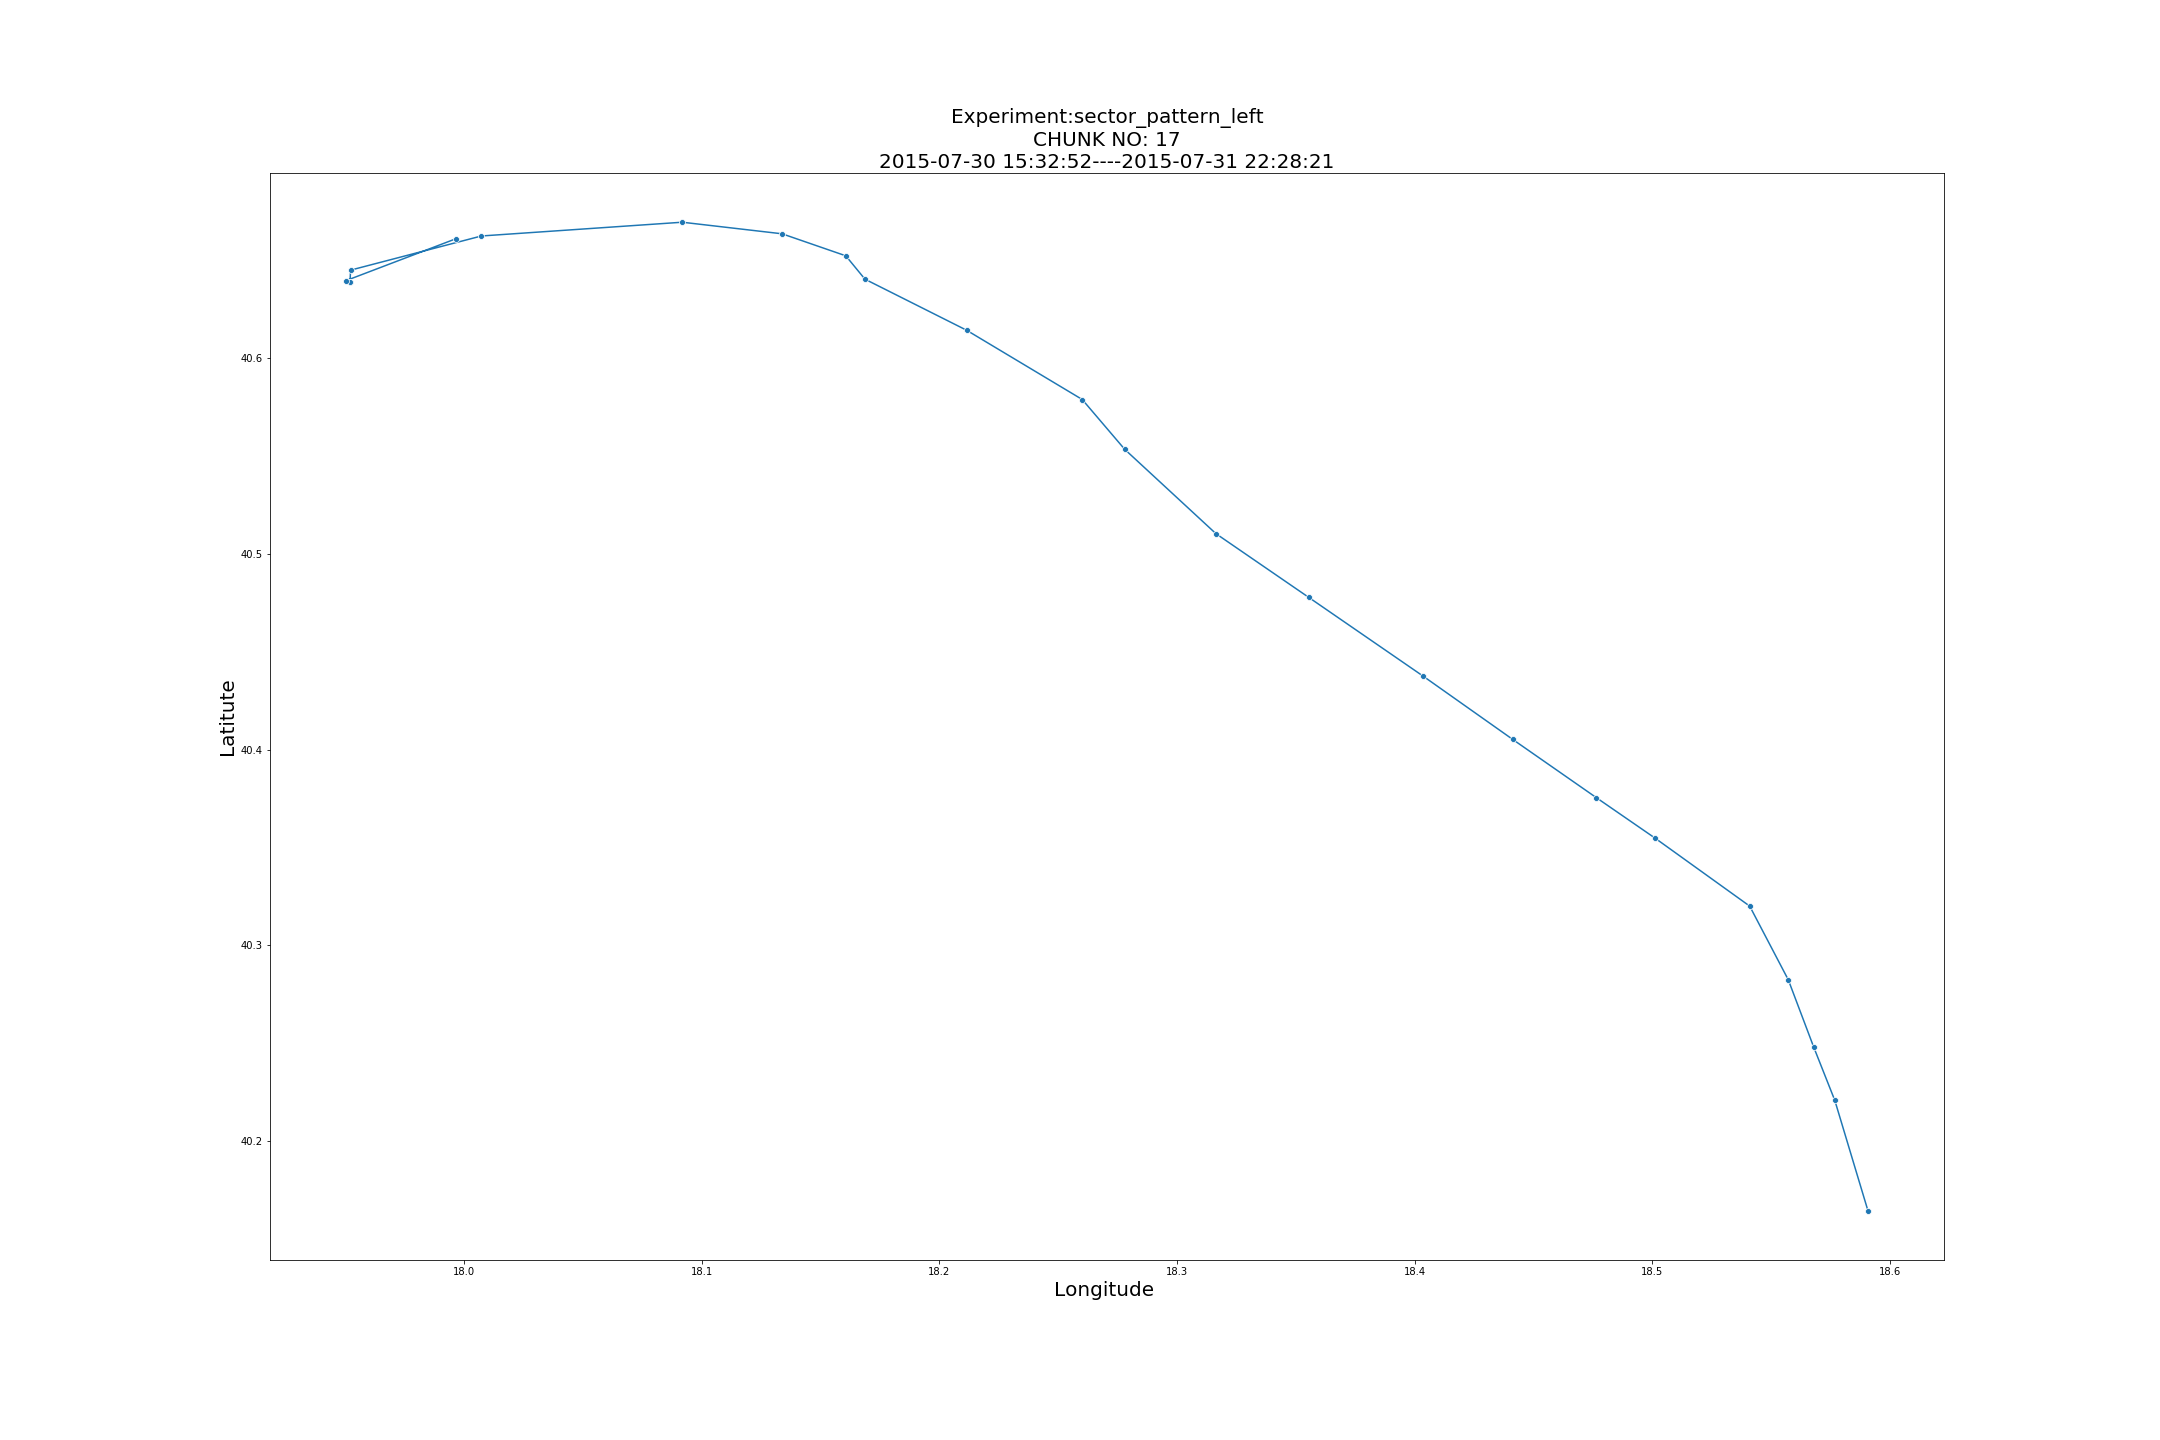 Experiment:sector_pattern_left
CHUNK NO: 17
2015-07-30 15:32:52----2015-07-31 22:28:21
Latitute
40.6
40.5
40.4
40.3
40.2
18.0 18.1 18.2 18.3 18.4 18.5 18.6
Longitude